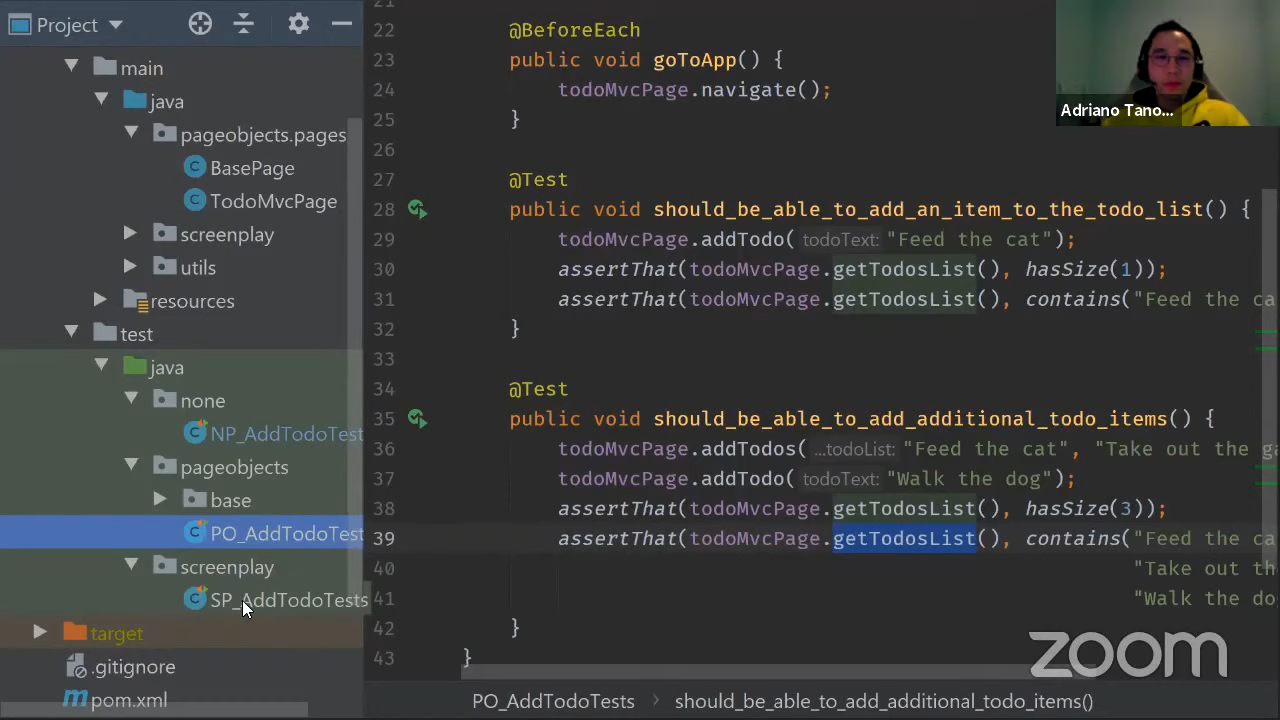 Project
main
java
pageobjects.pages
BasePage
TodoMvcPage
screenplay
utils
resources
test
java
none
NP_AddTodoTest
pageobjects
base
PO_AddTodoTest
screenplay
SP_AddTodoTests
target
.gitignore
pom.xml
22 @BeforeEach
23 public void goToApp() {
24 todoMvcPage.navigate();
25 }
26
27 @Test
28 public void should_be_able_to_add_an_item_to_the_todo_list() {
29 todoMvcPage.addTodo( todoText: "Feed the cat");
30 assertThat(todoMvcPage.getTodosList(), hasSize(1));
31 assertThat(todoMvcPage.getTodosList(), contains("Feed the ca
32 }
33
34 @Test
35 public void should_be_able_to_add_additional_todo_items() {
36 todoMvcPage.addTodos( ...todoList: "Feed the cat", "Take out the ga
37 todoMvcPage.addTodo( todoText: "Walk the dog");
38 assertThat(todoMvcPage.getTodosList(), hasSize(3));
39 assertThat(todoMvcPage.getTodosList(), contains("Feed the ca
40 "Take out th
41 "Walk the do
42 }
43 }
PO_AddTodoTests > should_be_able_to_add_additional_todo_items()
Adriano Tano...
zoom